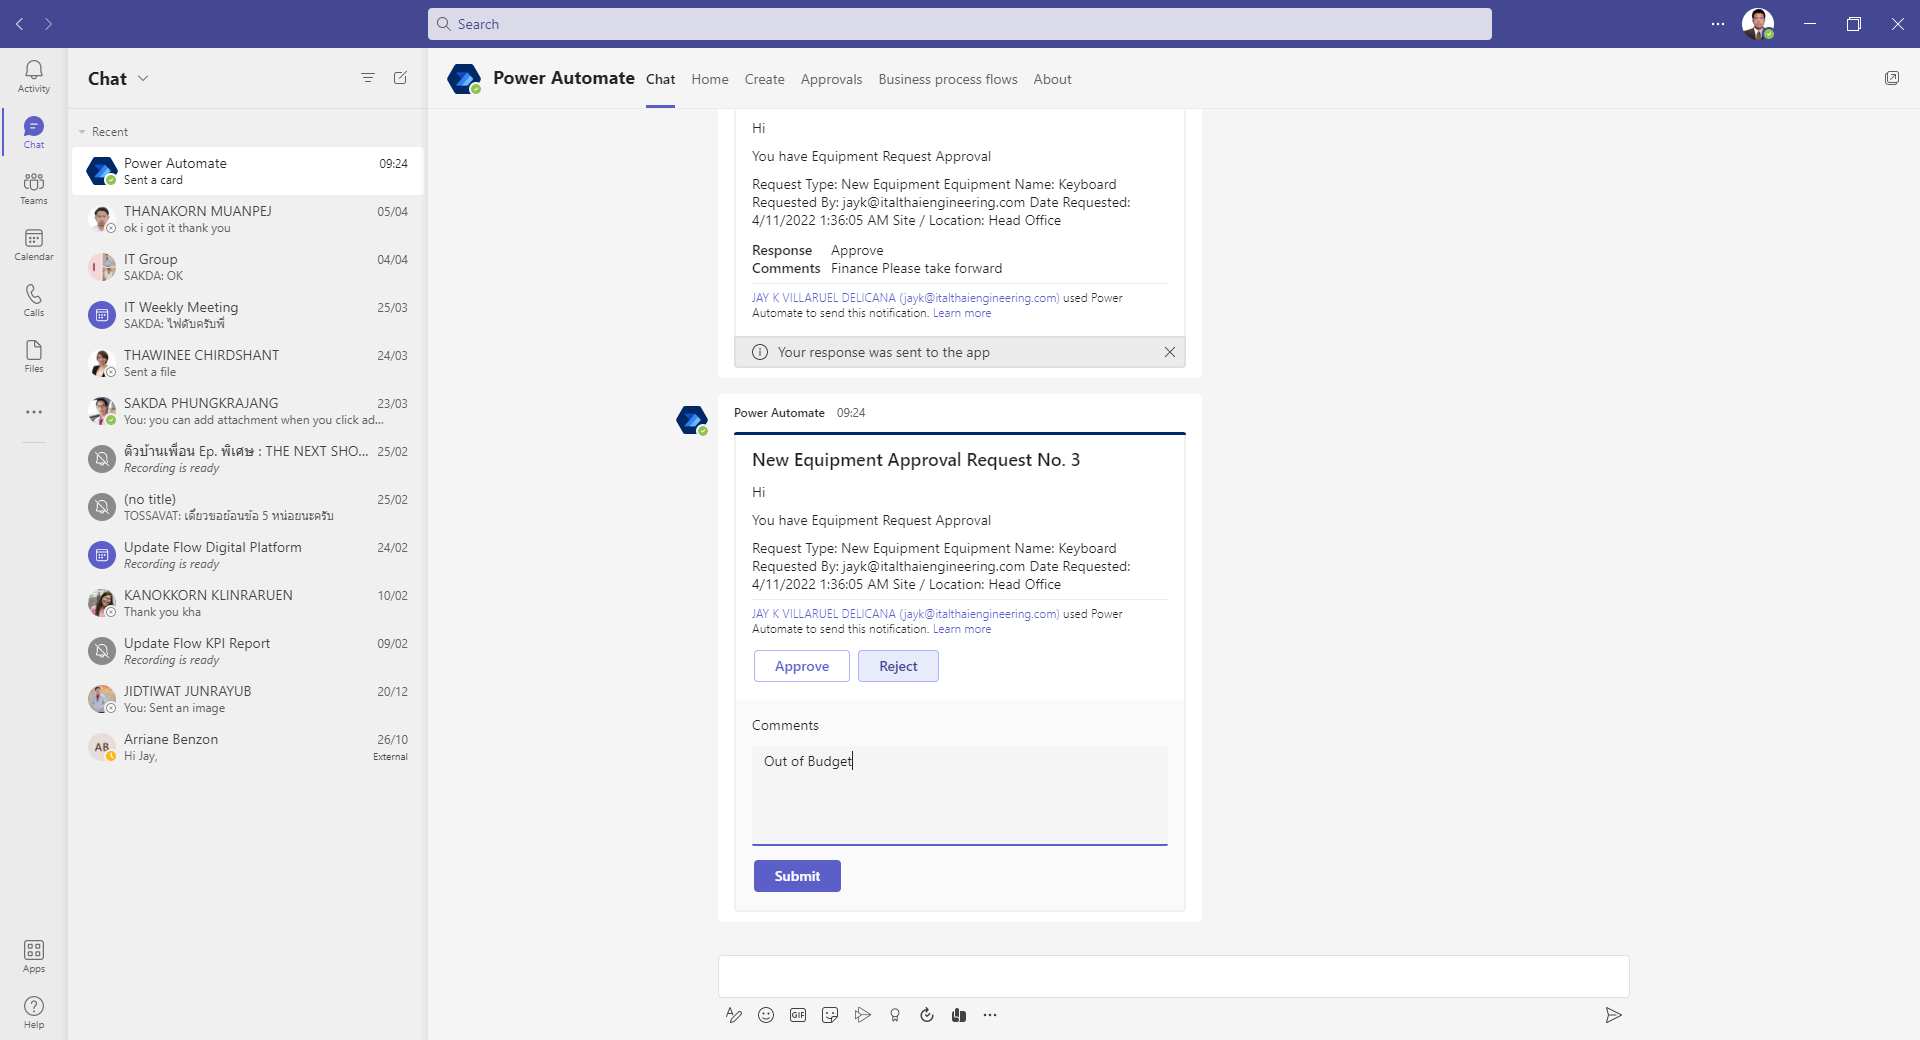 Search
Activity
Chat
Teams
Calendar
Calls
Files
Apps
Help
Chat
Recent
Power Automate 09:24
Sent a card
THANAKORN MUANPEJ 05/04
ok i got it thank you
IT Group 04/04
SAKDA: OK
IT Weekly Meeting 25/03
SAKDA: ไฟดับครับพี่
THAWINEE CHIRDSHANT 24/03
Sent a file
SAKDA PHUNGKRAJANG 23/03
You: you can add attachment when you click ad...
ติวบ้านเพื่อน Ep. พิเศษ : THE NEXT SHO... 25/02
Recording is ready
(no title) 25/02
TOSSAVAT: เดี๋ยวขอย้อนข้อ 5 หน่อยนะครับ
Update Flow Digital Platform 24/02
Recording is ready
KANOKKORN KLINRARUEN 10/02
Thank you kha
Update Flow KPI Report 09/02
Recording is ready
JIDTIWAT JUNRAYUB 20/12
You: Sent an image
AB
Arriane Benzon 26/10
Hi Jay, External
Power Automate Chat Home Create Approvals Business process flows About
Hi
You have Equipment Request Approval
Request Type: New Equipment Equipment Name: Keyboard
Requested By: jayk@italthaiengineering.com Date Requested:
4/11/2022 1:36:05 AM Site / Location: Head Office
Response Approve
Comments Finance Please take forward
JAY K VILLARUEL DELICANA (jayk@italthaiengineering.com) used Power
Automate to send this notification. Learn more
Your response was sent to the app
Power Automate 09:24
New Equipment Approval Request No. 3
Hi
You have Equipment Request Approval
Request Type: New Equipment Equipment Name: Keyboard
Requested By: jayk@italthaiengineering.com Date Requested:
4/11/2022 1:36:05 AM Site / Location: Head Office
JAY K VILLARUEL DELICANA (jayk@italthaiengineering.com) used Power
Automate to send this notification. Learn more
Approve Reject
Comments
Out of Budget
Submit
GIF